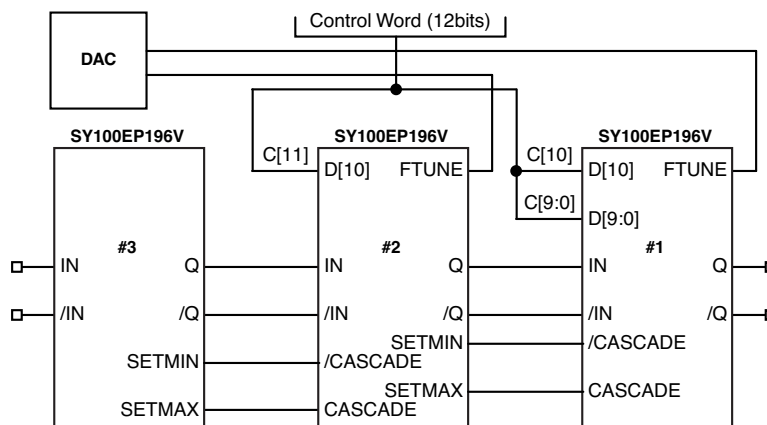 Control Word (12bits)
DAC
SY100EP196V SY100EP196V SY100EP196V
C[11] D[10] FTUNE C[10] D[10] FTUNE
C[9:0] D[9:0]
#3 #2 #1
IN Q IN Q IN Q
/IN /Q /IN /Q /IN /Q
SETMIN /CASCADE
SETMIN /CASCADE
SETMAX CASCADE
SETMAX CASCADE